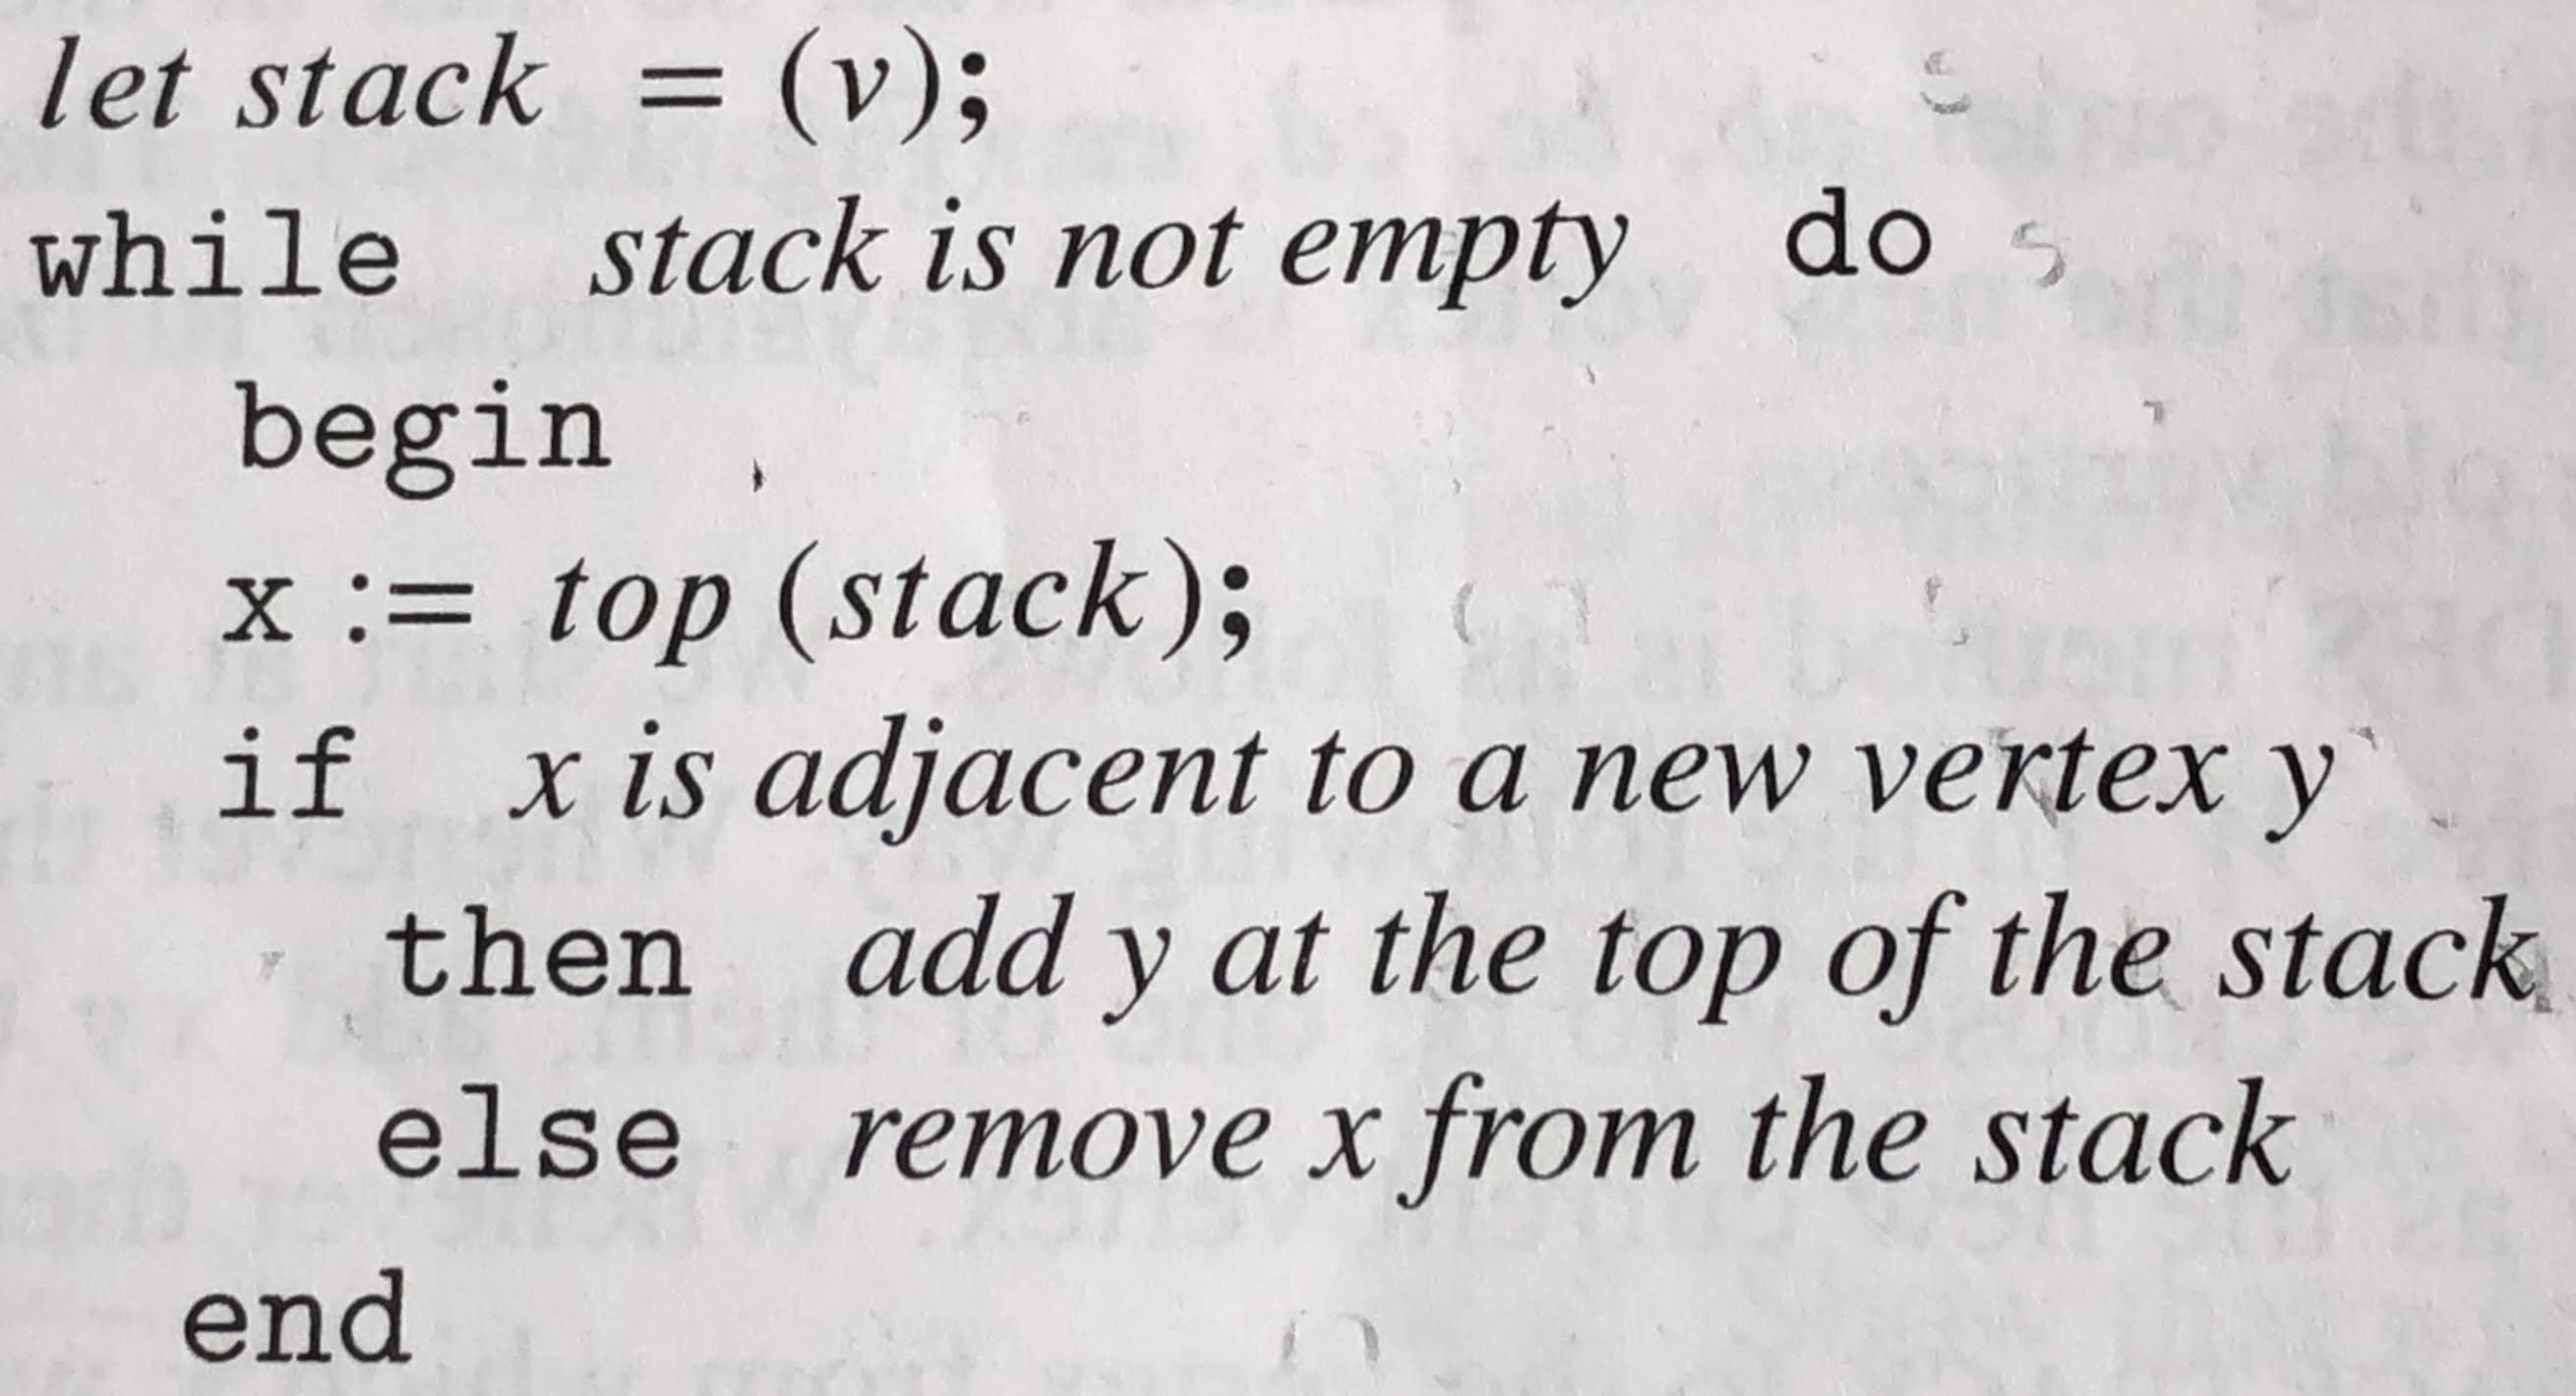 let stack = (v);
while stack is not empty do
begin
x := top (stack);
if x is adjacent to a new vertex y
then add y at the top of the stack
else remove x from the stack
end